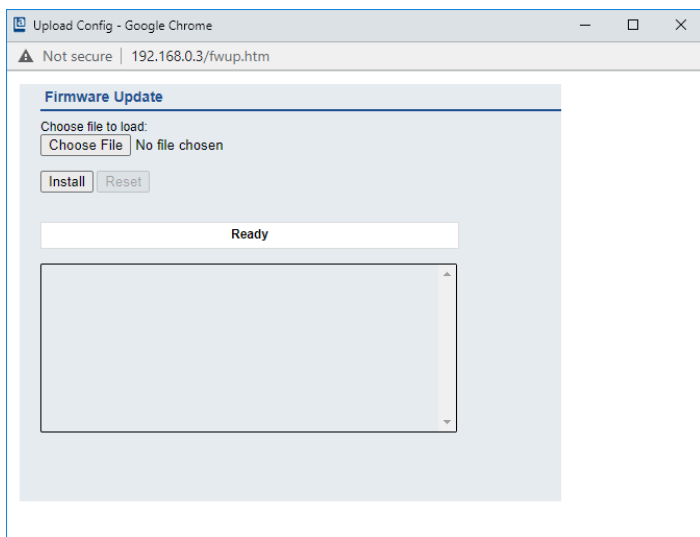 Upload Config - Google Chrome
Not secure | 192.168.0.3/fwup.htm
Firmware Update
Choose file to load:
Choose File No file chosen
Install Reset
Ready